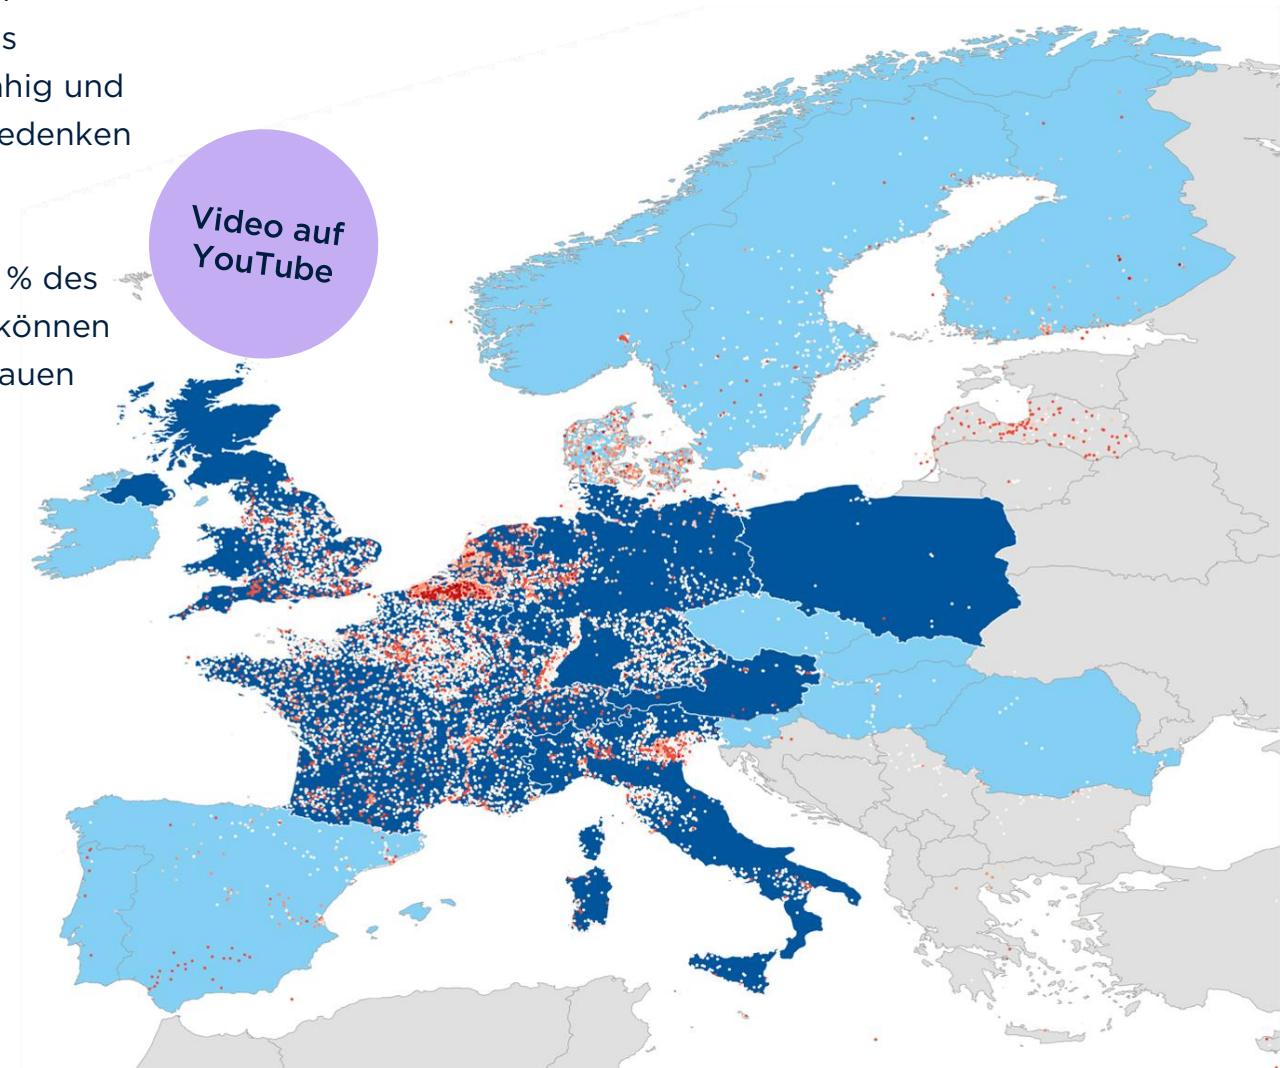 s
hig und
edenken
Video auf
YouTube
% des
können
auen